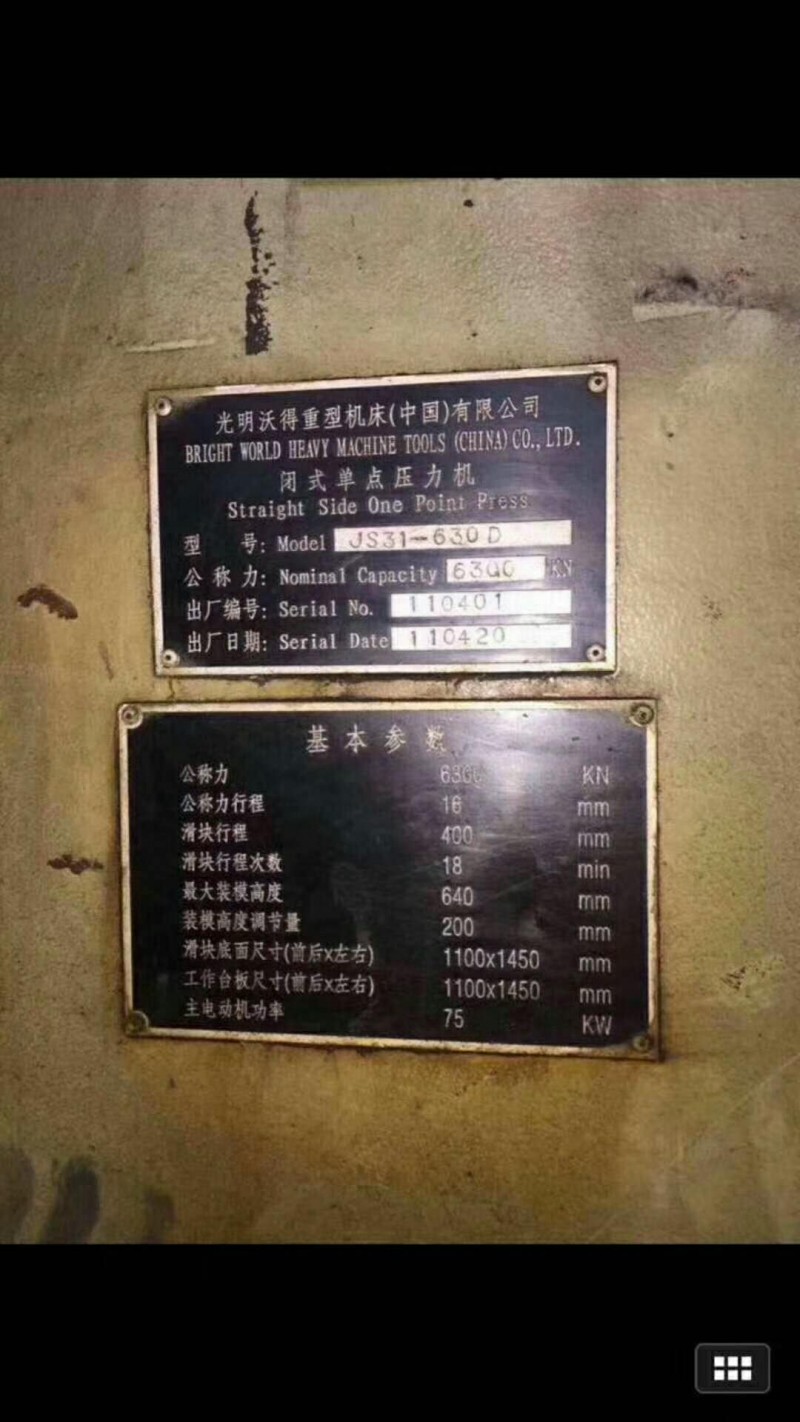 光明沃得重型机床(中国)有限公司
BRIGHT WORLD HEAVY MACHINE TOOLS (CHINA) CO., LTD.
闭式单点压力机
Straight Side One Point Press
型 号: Model JS31-630D
公 称 力: Nominal Capacity 6300 KN
出厂编号: Serial No. 110401
出厂日期: Serial Date 110420
基本参数
公称力 6300 KN
公称力行程 16 mm
滑块行程 400 mm
滑块行程次数 18 min
最大装模高度 640 mm
装模高度调节量 200 mm
滑块底面尺寸(前后x左右) 1100x1450 mm
工作台板尺寸(前后x左右) 1100x1450 mm
主电动机功率 75 KW